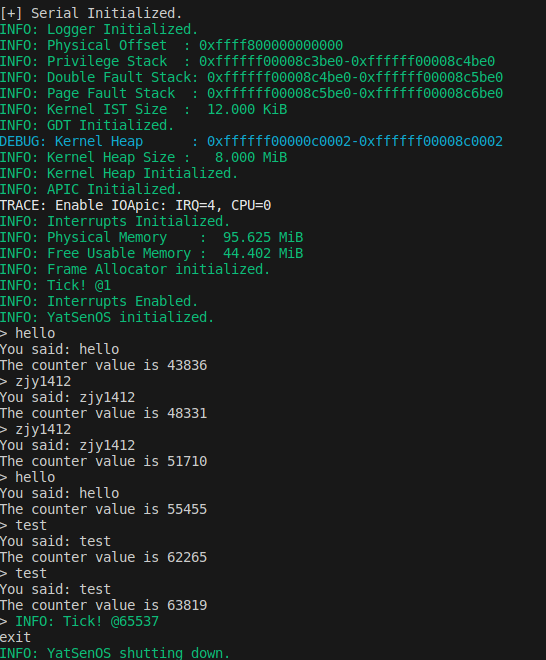 [+] Serial Initialized.
INFO: Logger Initialized.
INFO: Physical Offset  : 0xffff800000000000
INFO: Privilege Stack  : 0xffffff00008c3be0-0xffffff00008c4be0
INFO: Double Fault Stack: 0xffffff00008c4be0-0xffffff00008c5be0
INFO: Page Fault Stack  : 0xffffff00008c5be0-0xffffff00008c6be0
INFO: Kernel IST Size  :  12.000 KiB
INFO: GDT Initialized.
DEBUG: Kernel Heap      : 0xffffff00000c0002-0xffffff00008c0002
INFO: Kernel Heap Size :   8.000 MiB
INFO: Kernel Heap Initialized.
INFO: APIC Initialized.
TRACE: Enable IOApic: IRQ=4, CPU=0
INFO: Interrupts Initialized.
INFO: Physical Memory    :  95.625 MiB
INFO: Free Usable Memory :  44.402 MiB
INFO: Frame Allocator initialized.
INFO: Tick! @1
INFO: Interrupts Enabled.
INFO: YatSenOS initialized.
> hello
You said: hello
The counter value is 43836
> zjy1412
You said: zjy1412
The counter value is 48331
> zjy1412
You said: zjy1412
The counter value is 51710
> hello
You said: hello
The counter value is 55455
> test
You said: test
The counter value is 62265
> test
You said: test
The counter value is 63819
> INFO: Tick! @65537
exit
INFO: YatSenOS shutting down.